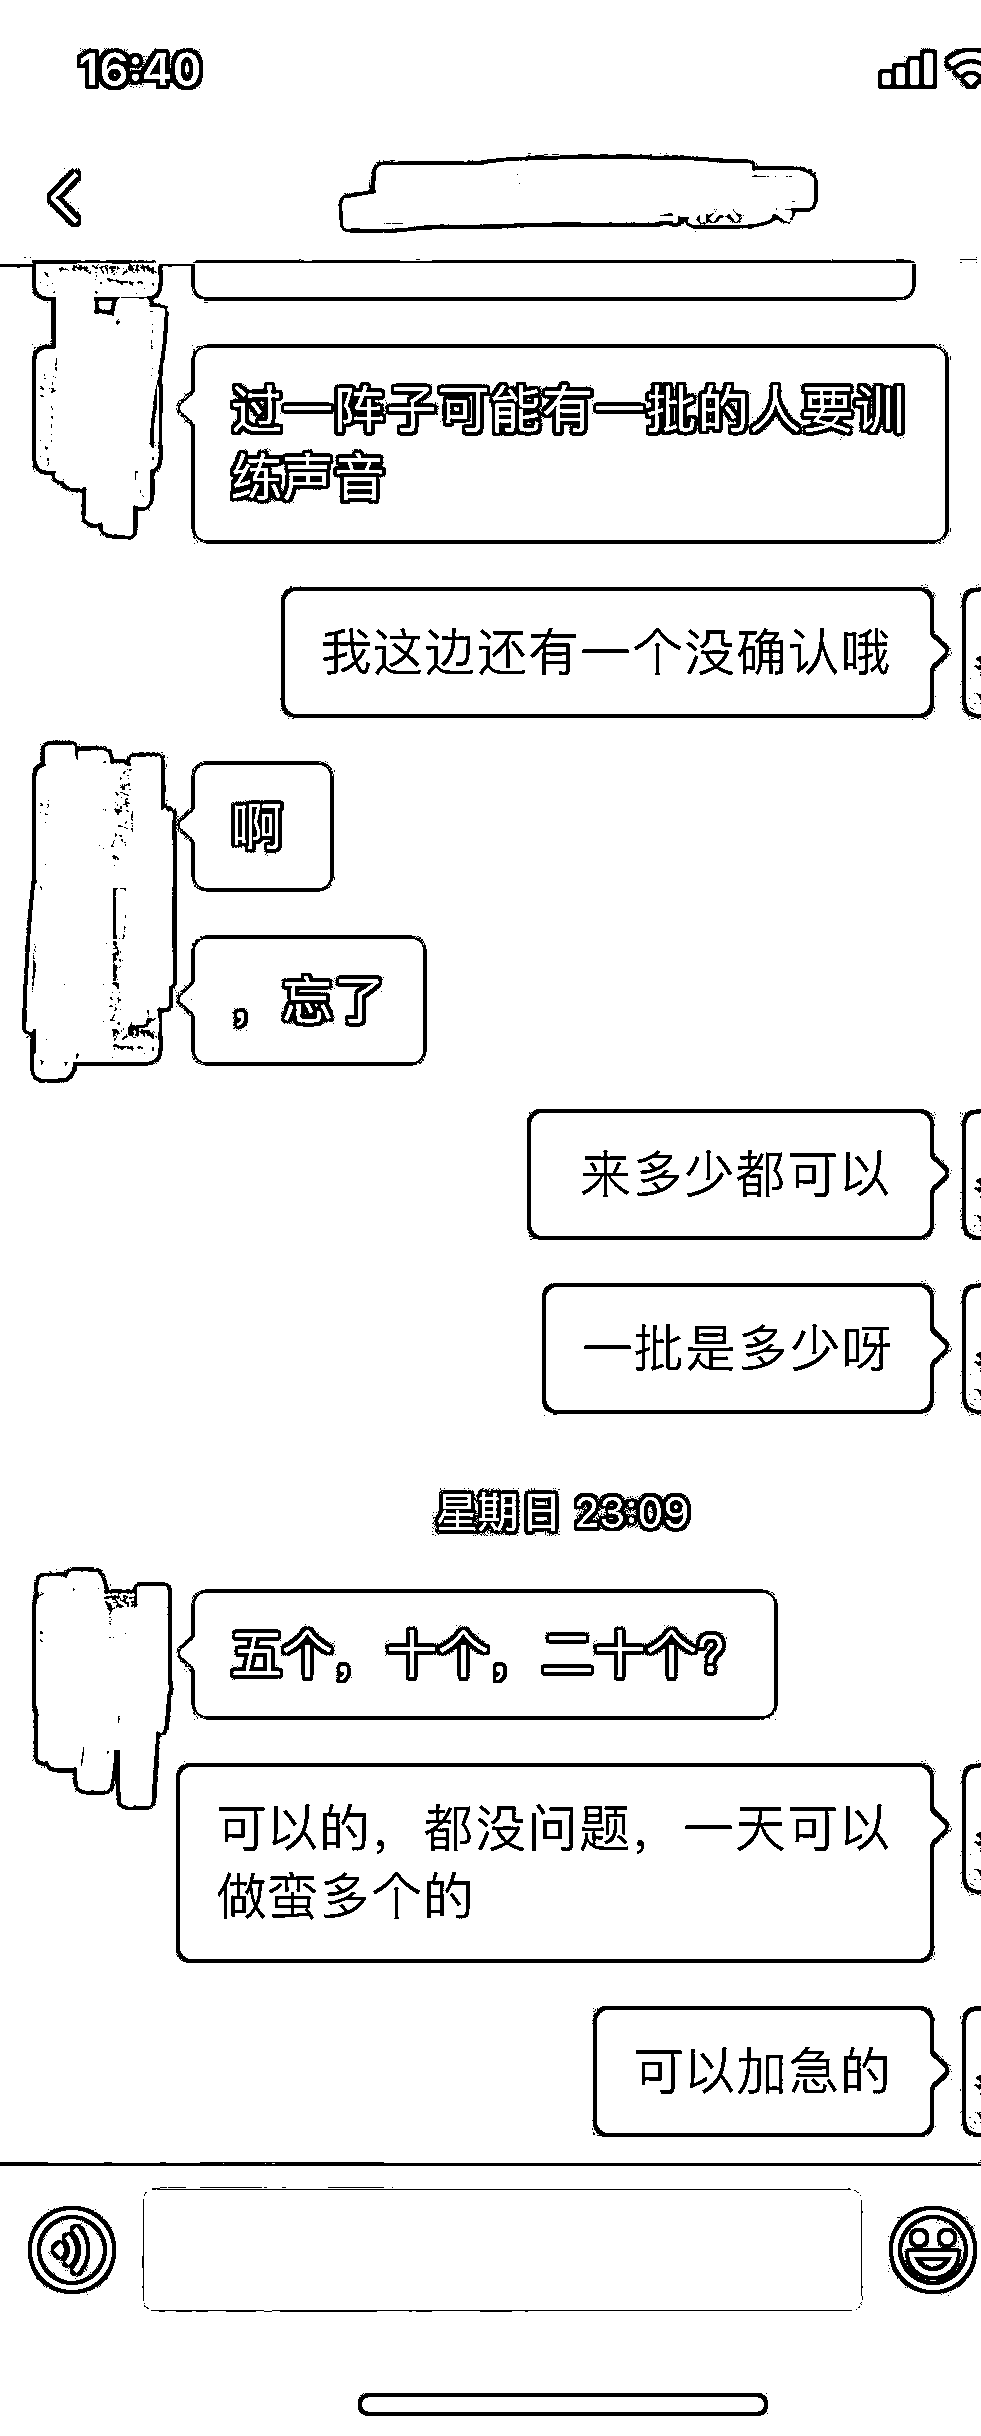 16:40
过一阵子可能有一批的人要训
练声音
我这边还有一个没确认哦
啊
，忘了
来多少都可以
一批是多少呀
星期日 23:09
五个，十个，二十个？
可以的，都没问题，一天可以
做蛮多个的
可以加急的